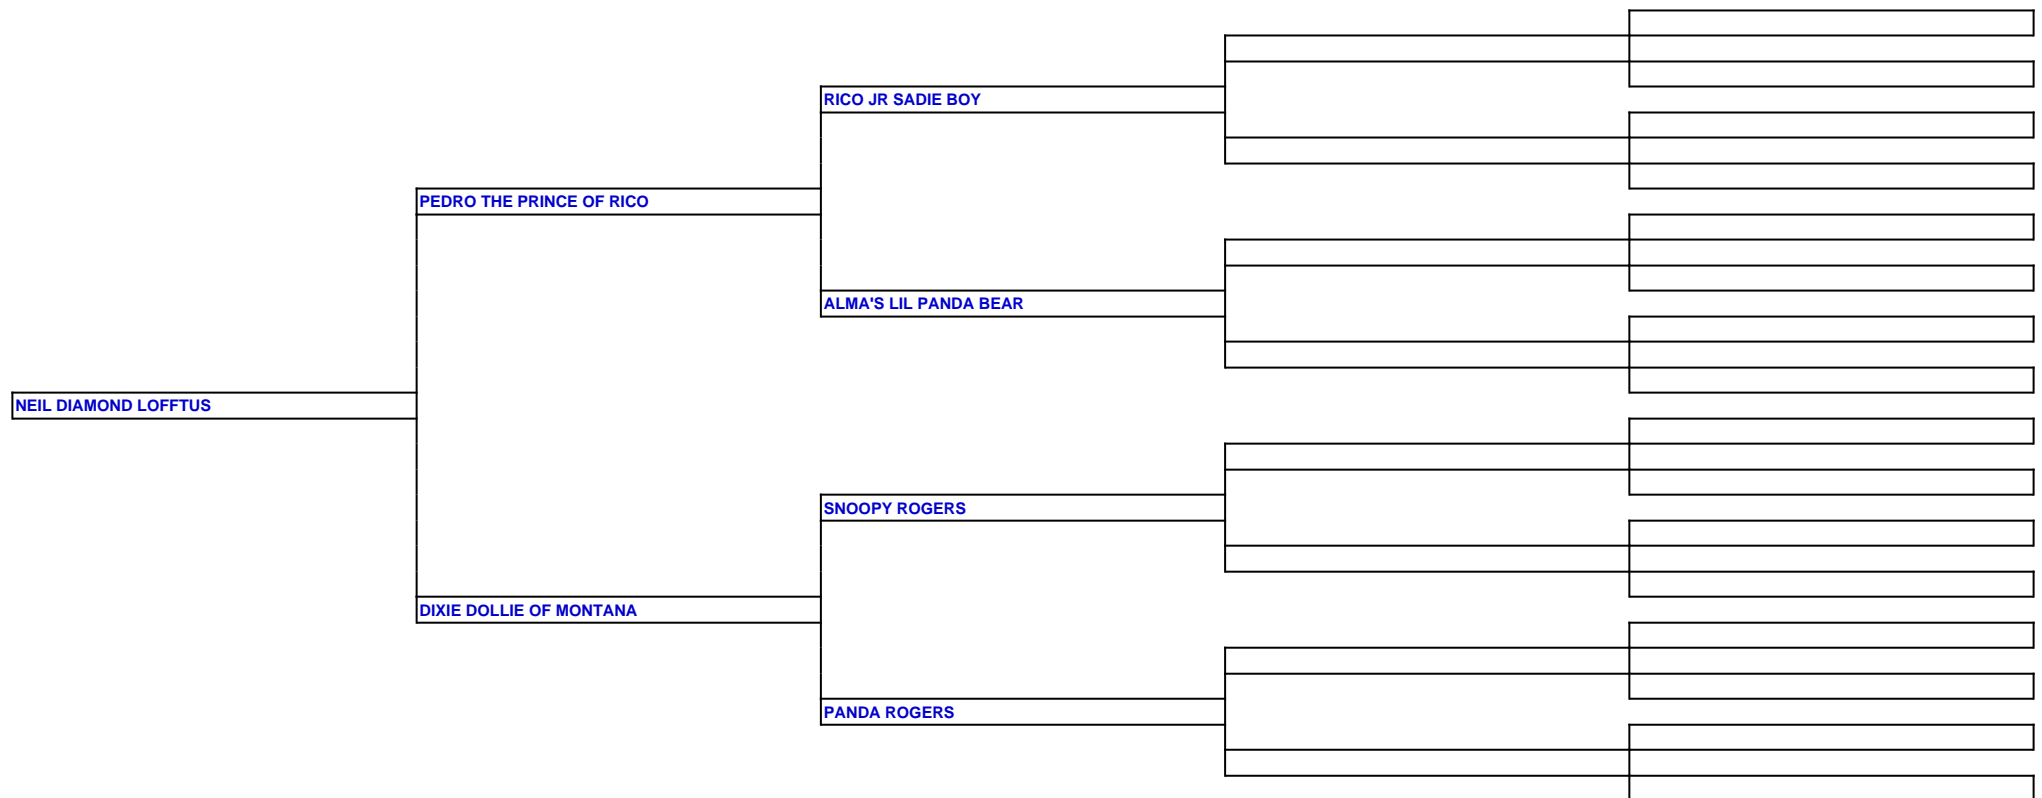 RICO JR SADIE BOY
PEDRO THE PRINCE OF RICO
ALMA'S LIL PANDA BEAR
NEIL DIAMOND LOFFTUS
SNOOPY ROGERS
DIXIE DOLLIE OF MONTANA
PANDA ROGERS